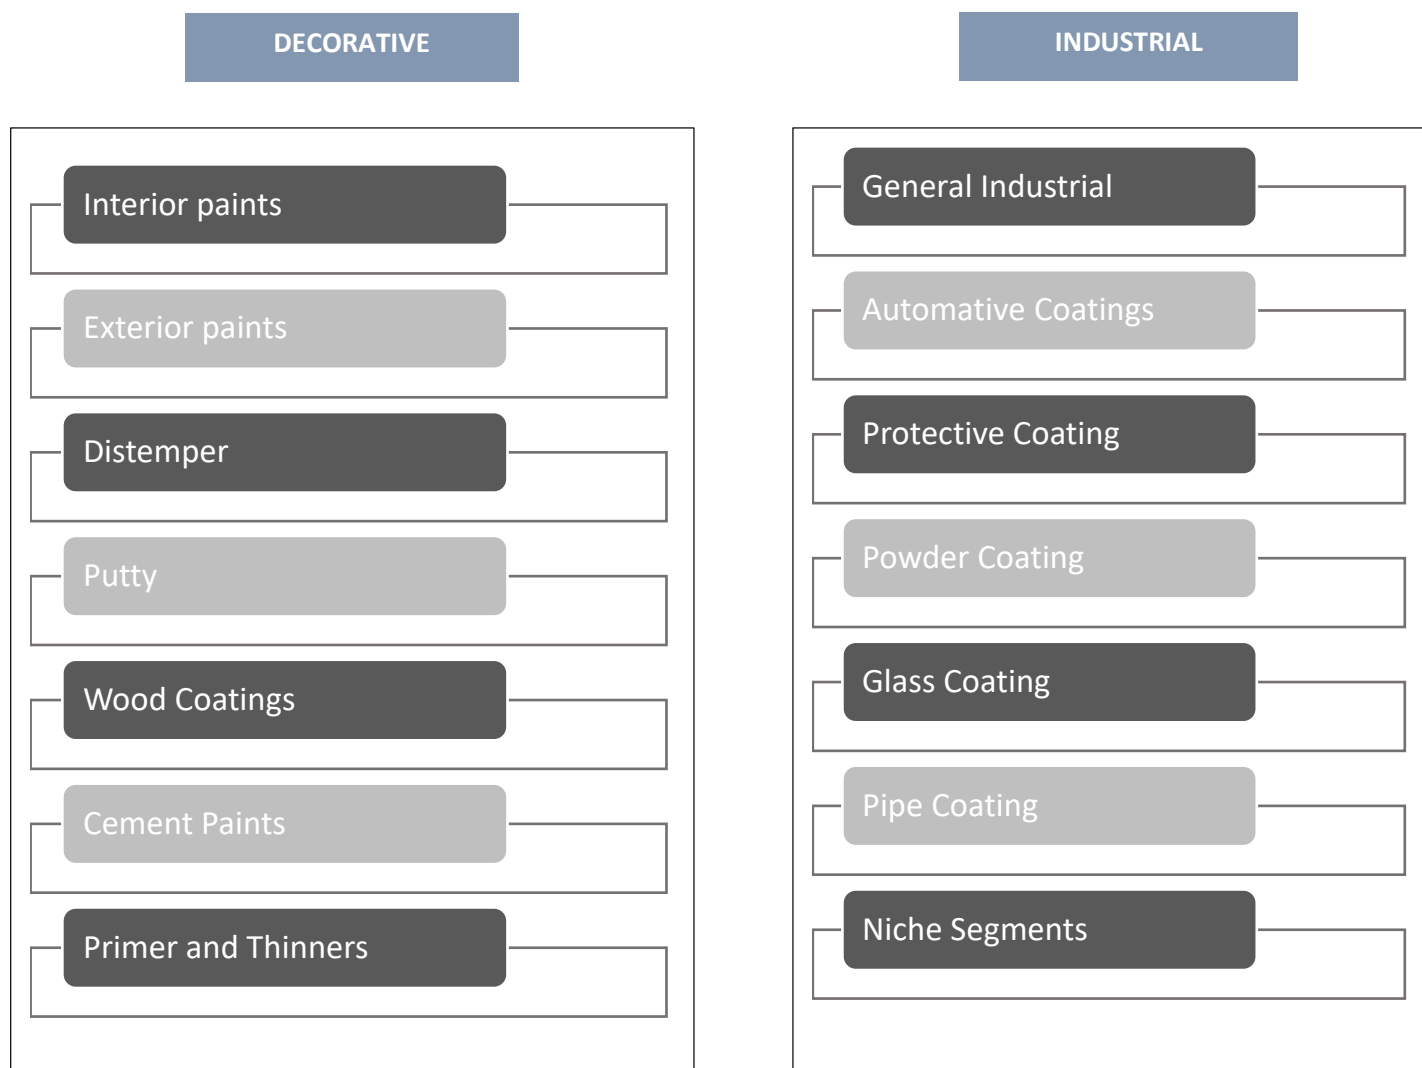 DECORATIVE
Interior paints
Exterior paints
Distemper
Putty
Wood Coatings
Cement Paints
Primer and Thinners
INDUSTRIAL
General Industrial
Automative Coatings
Protective Coating
Powder Coating
Glass Coating
Pipe Coating
Niche Segments